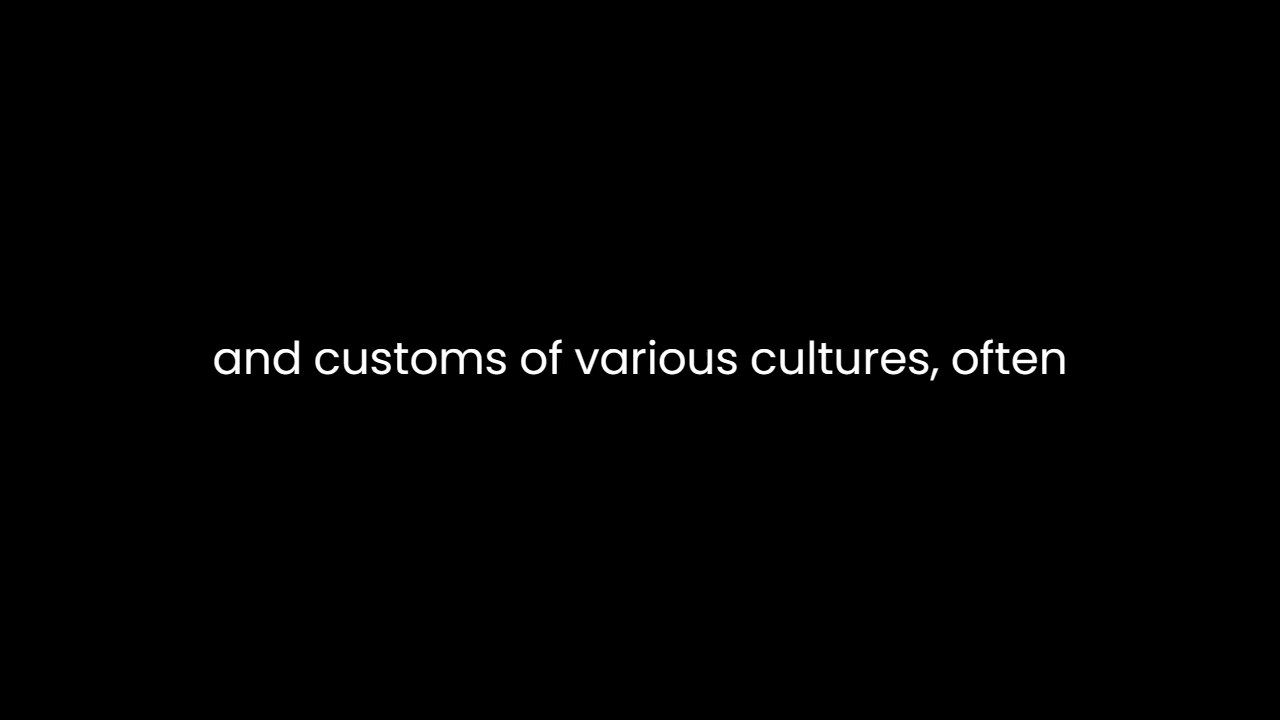 and customs of various cultures, often